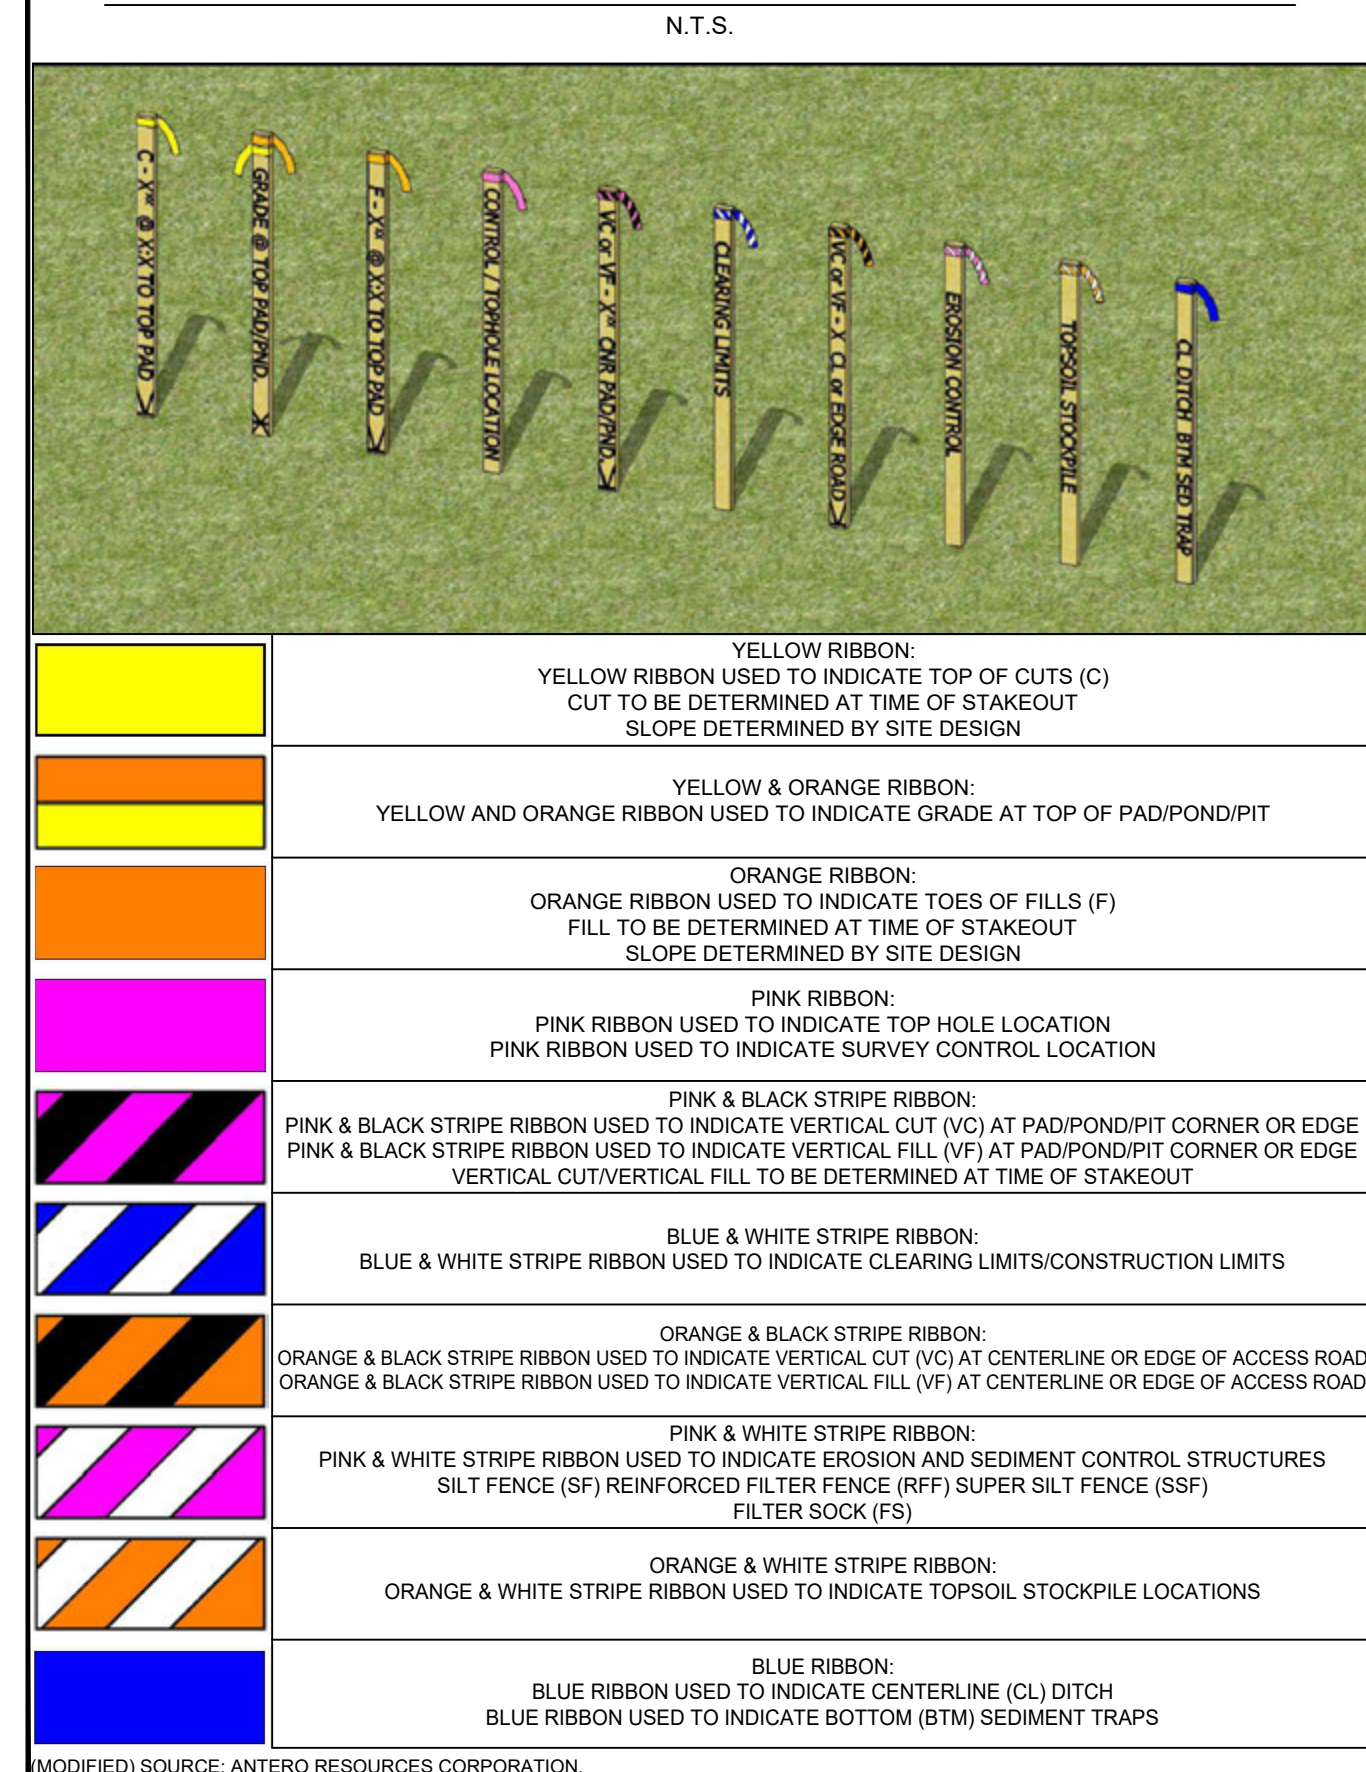 N.T.S.
C - X.ˣˣ @ X:X TO TOP PAD
GRADE @ TOP PAD/PND.
F - X.ˣˣ @ X:X TO TOP PAD
CONTROL / TOPHOLE LOCATION
VC or VF - X.ˣˣ CNR PAD/PND.
CLEARING LIMITS
VC or VF - X CL or EDGE ROAD
EROSION CONTROL
TOPSOIL STOCKPILE
CL DITCH BTM SED TRAP
YELLOW RIBBON:
YELLOW RIBBON USED TO INDICATE TOP OF CUTS (C)
CUT TO BE DETERMINED AT TIME OF STAKEOUT
SLOPE DETERMINED BY SITE DESIGN
YELLOW & ORANGE RIBBON:
YELLOW AND ORANGE RIBBON USED TO INDICATE GRADE AT TOP OF PAD/POND/PIT
ORANGE RIBBON:
ORANGE RIBBON USED TO INDICATE TOES OF FILLS (F)
FILL TO BE DETERMINED AT TIME OF STAKEOUT
SLOPE DETERMINED BY SITE DESIGN
PINK RIBBON:
PINK RIBBON USED TO INDICATE TOP HOLE LOCATION
PINK RIBBON USED TO INDICATE SURVEY CONTROL LOCATION
PINK & BLACK STRIPE RIBBON:
PINK & BLACK STRIPE RIBBON USED TO INDICATE VERTICAL CUT (VC) AT PAD/POND/PIT CORNER OR EDGE
PINK & BLACK STRIPE RIBBON USED TO INDICATE VERTICAL FILL (VF) AT PAD/POND/PIT CORNER OR EDGE
VERTICAL CUT/VERTICAL FILL TO BE DETERMINED AT TIME OF STAKEOUT
BLUE & WHITE STRIPE RIBBON:
BLUE & WHITE STRIPE RIBBON USED TO INDICATE CLEARING LIMITS/CONSTRUCTION LIMITS
ORANGE & BLACK STRIPE RIBBON:
ORANGE & BLACK STRIPE RIBBON USED TO INDICATE VERTICAL CUT (VC) AT CENTERLINE OR EDGE OF ACCESS ROAD
ORANGE & BLACK STRIPE RIBBON USED TO INDICATE VERTICAL FILL (VF) AT CENTERLINE OR EDGE OF ACCESS ROAD
PINK & WHITE STRIPE RIBBON:
PINK & WHITE STRIPE RIBBON USED TO INDICATE EROSION AND SEDIMENT CONTROL STRUCTURES
SILT FENCE (SF) REINFORCED FILTER FENCE (RFF) SUPER SILT FENCE (SSF)
FILTER SOCK (FS)
ORANGE & WHITE STRIPE RIBBON:
ORANGE & WHITE STRIPE RIBBON USED TO INDICATE TOPSOIL STOCKPILE LOCATIONS
BLUE RIBBON:
BLUE RIBBON USED TO INDICATE CENTERLINE (CL) DITCH
BLUE RIBBON USED TO INDICATE BOTTOM (BTM) SEDIMENT TRAPS
(MODIFIED) SOURCE: ANTERO RESOURCES CORPORATION.